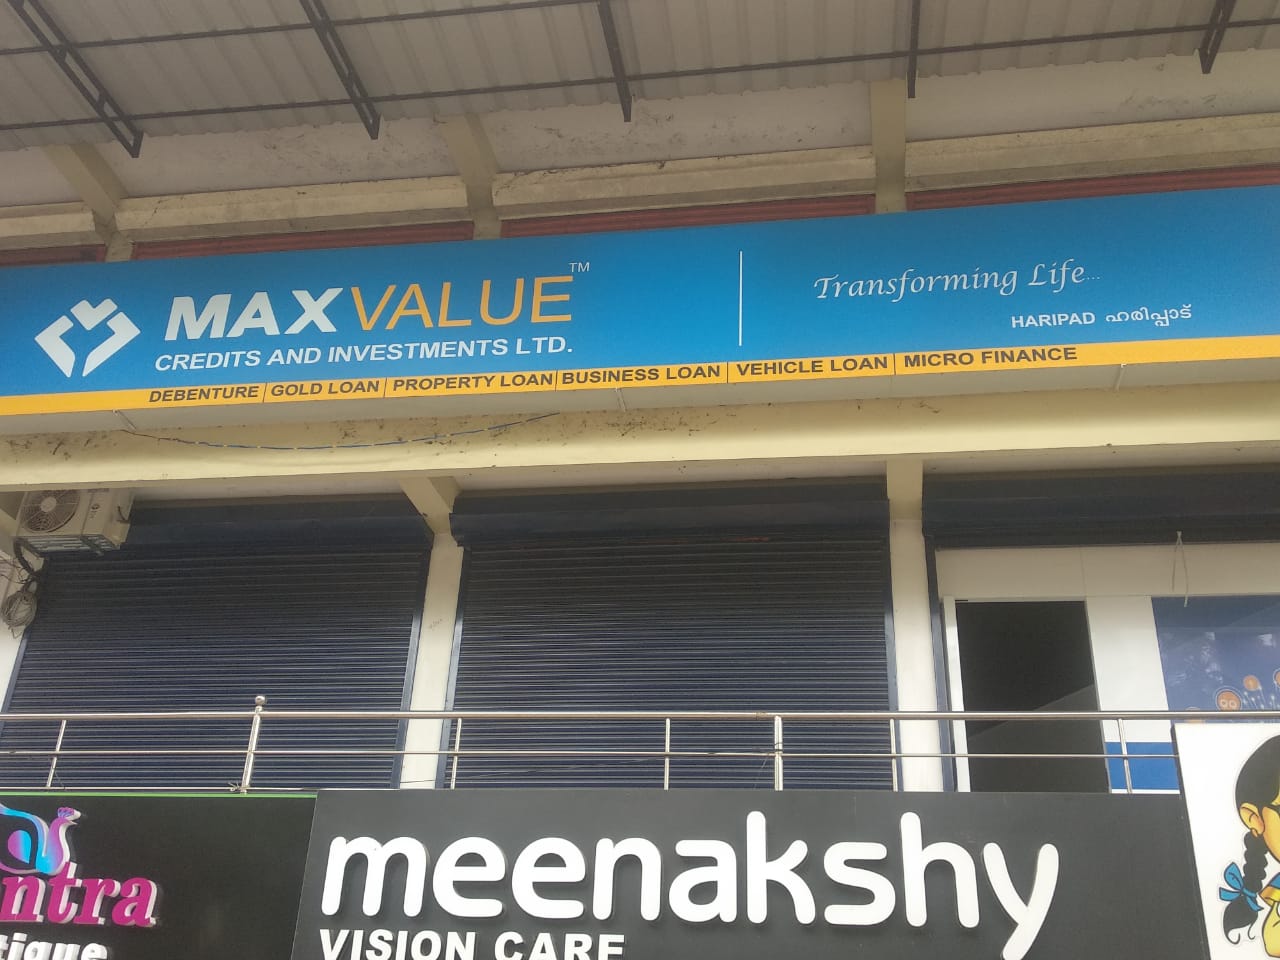 MAXVALUE™
CREDITS AND INVESTMENTS LTD.
Transforming Life...
HARIPAD ഹരിപ്പാട്
DEBENTURE | GOLD LOAN | PROPERTY LOAN | BUSINESS LOAN | VEHICLE LOAN | MICRO FINANCE
meenakshy
VISION CARE